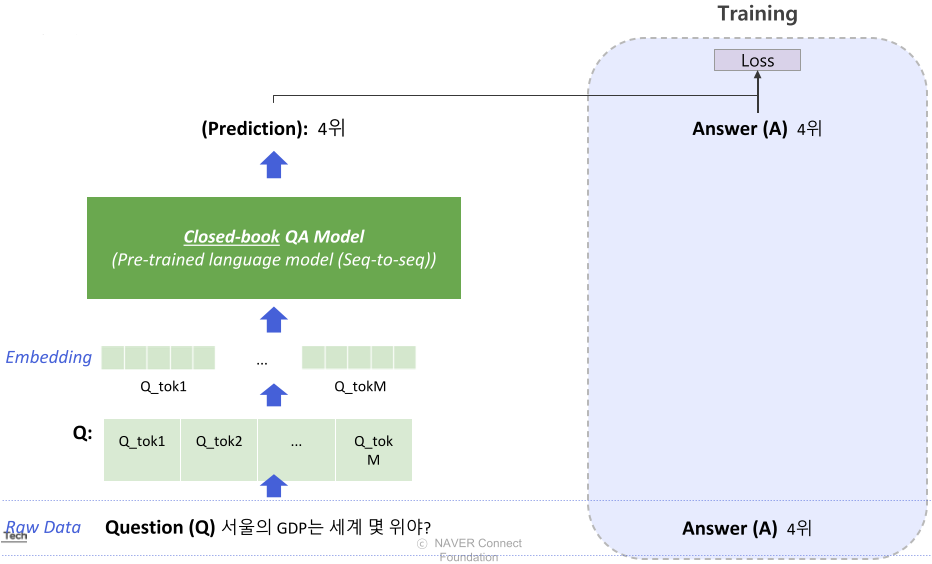 Training
Loss
(Prediction): 4위
Answer (A) 4위
Closed-book QA Model
(Pre-trained language model (Seq-to-seq))
Embedding
...
Q_tok1
Q_tokM
Q:
Q_tok1
Q_tok2
...
Q_tok
M
Raw Data
Question (Q) 서울의 GDP는 세계 몇 위야?
Answer (A) 4위
Tech
ⓒ NAVER Connect
Foundation